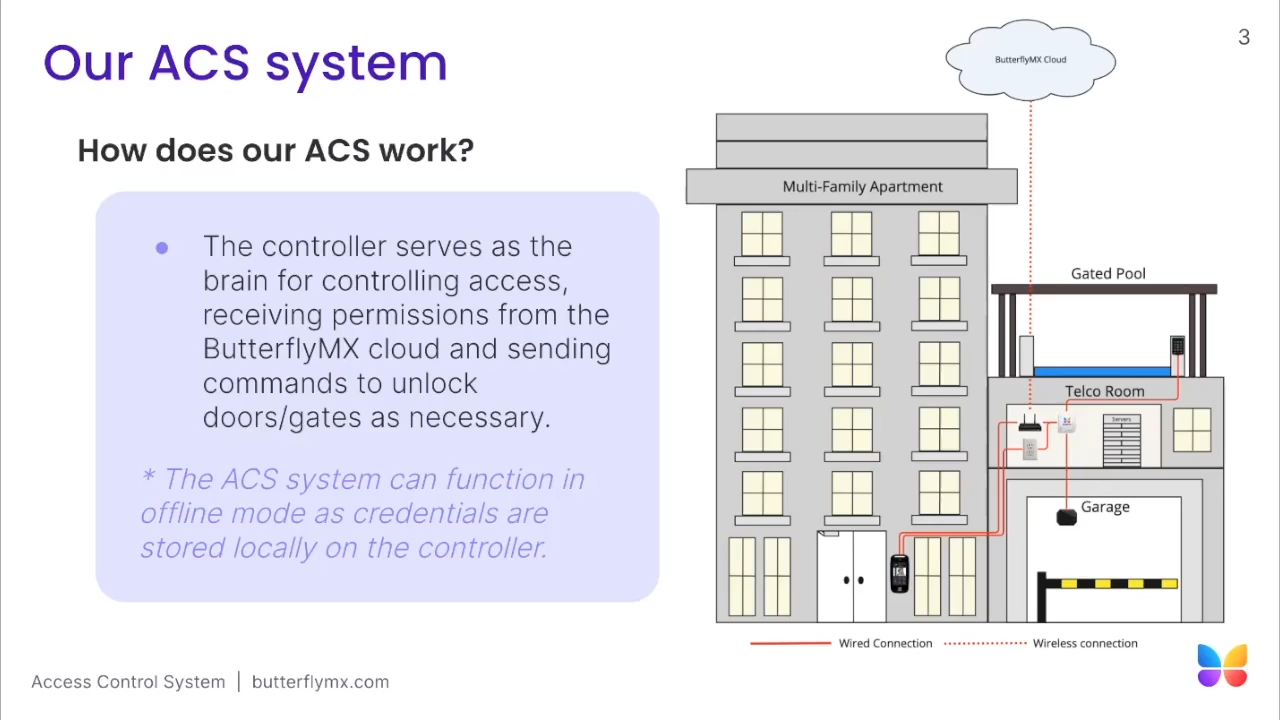 Our ACS system
3
How does our ACS work?
The controller serves as the
brain for controlling access,
receiving permissions from the
ButterflyMX cloud and sending
commands to unlock
doors/gates as necessary.
* The ACS system can function in
offline mode as credentials are
stored locally on the controller.
ButterflyMX Cloud
Multi-Family Apartment
Gated Pool
Telco Room
Servers
Garage
Wired Connection
Wireless connection
Access Control System | butterflymx.com